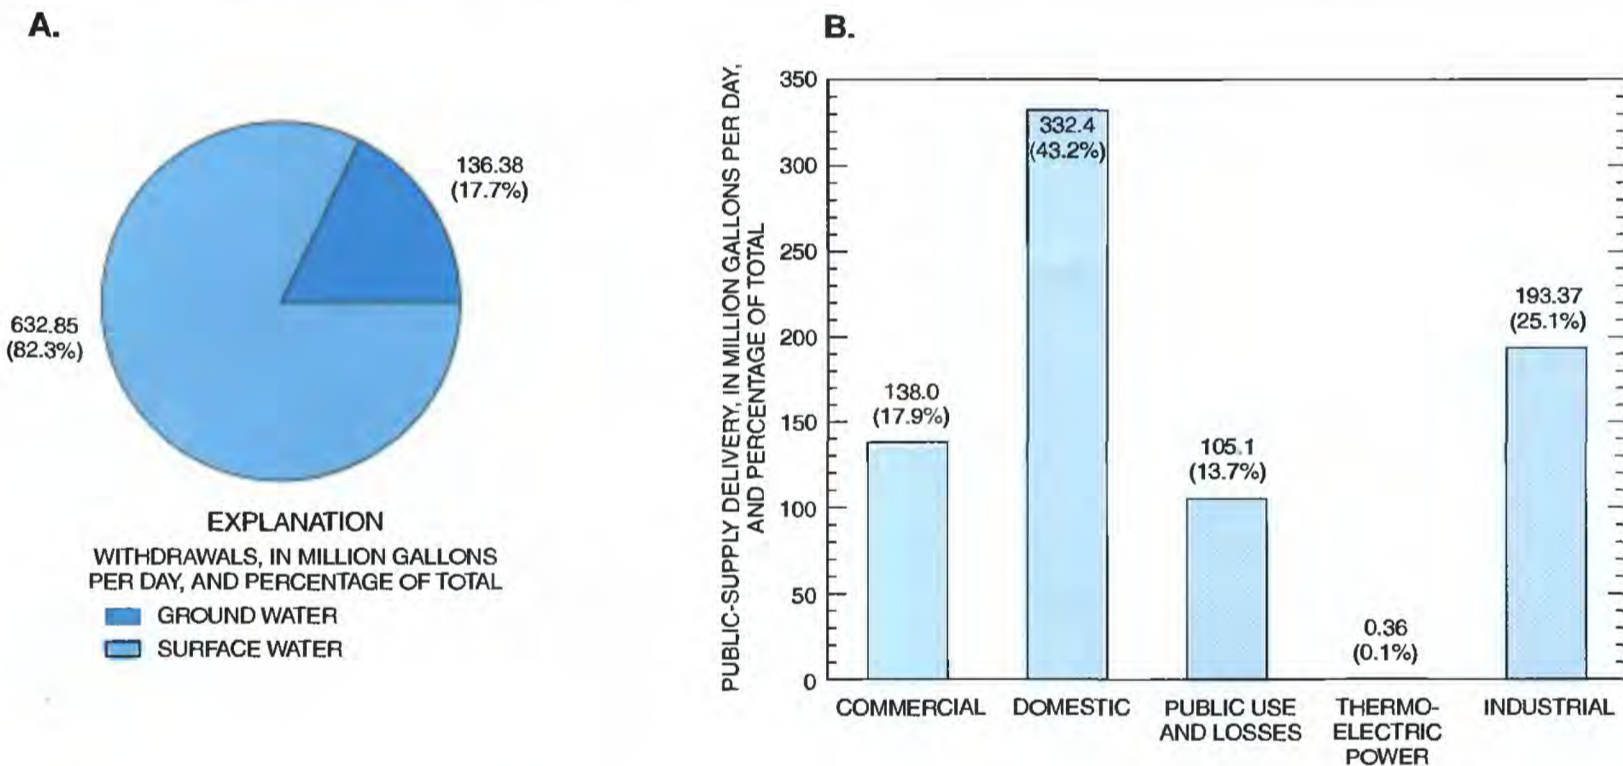 A.
136.38
(17.7%)
632.85
(82.3%)
EXPLANATION
WITHDRAWALS, IN MILLION GALLONS
PER DAY, AND PERCENTAGE OF TOTAL
GROUND WATER
SURFACE WATER
B.
PUBLIC-SUPPLY DELIVERY, IN MILLION GALLONS PER DAY,
AND PERCENTAGE OF TOTAL
350
300
250
200
150
100
50
0
138.0
(17.9%)
332.4
(43.2%)
105.1
(13.7%)
0.36
(0.1%)
193.37
(25.1%)
COMMERCIAL
DOMESTIC
PUBLIC USE
AND LOSSES
THERMO-
ELECTRIC
POWER
INDUSTRIAL